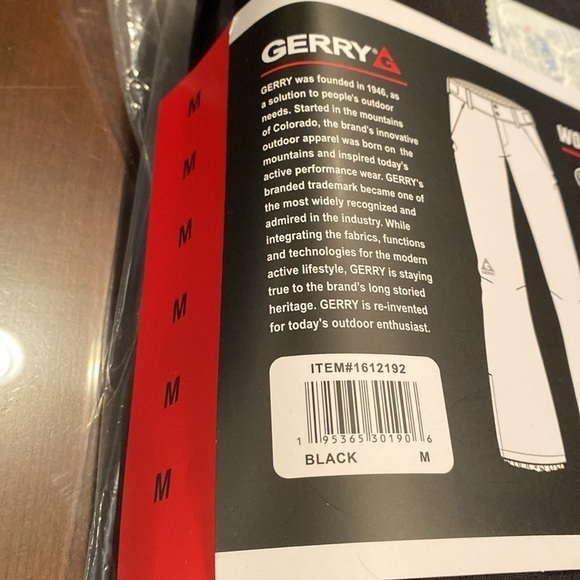 GERRY®
GERRY was founded in 1946, as
a solution to people's outdoor
needs. Started in the mountains
of Colorado, the brand's innovative
outdoor apparel was born on the
mountains and inspired today's
active performance wear. GERRY's
branded trademark became one of
the most widely recognized and
admired in the industry. While
integrating the fabrics, functions
and technologies for the modern
active lifestyle, GERRY is staying
true to the brand's long storied
heritage. GERRY is re-invented
for today's outdoor enthusiast.
ITEM#1612192
1 95365 30190 6
BLACK M
M
M
M
M
M
M